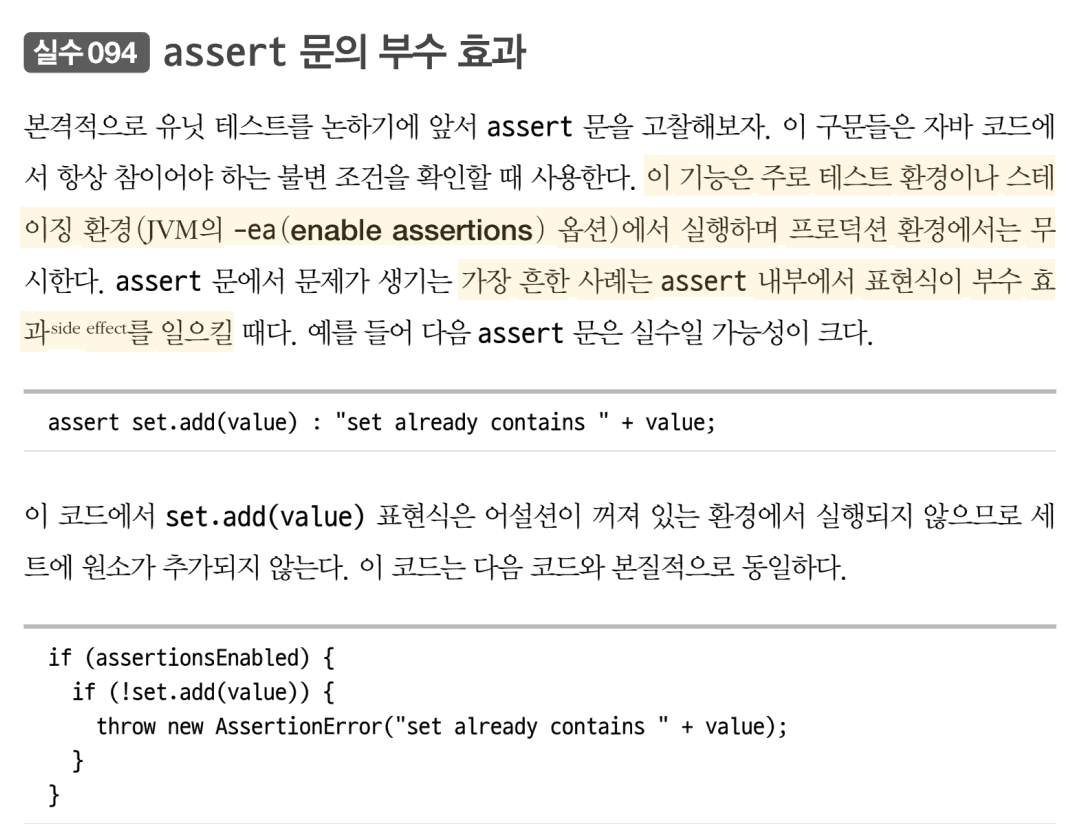 실수 094 assert 문의 부수 효과
본격적으로 유닛 테스트를 논하기에 앞서 assert 문을 고찰해보자. 이 구문들은 자바 코드에
서 항상 참이어야 하는 불변 조건을 확인할 때 사용한다. 이 기능은 주로 테스트 환경이나 스테
이징 환경(JVM의 -ea(enable assertions) 옵션)에서 실행하며 프로덕션 환경에서는 무
시한다. assert 문에서 문제가 생기는 가장 흔한 사례는 assert 내부에서 표현식이 부수 효
과side effect를 일으킬 때다. 예를 들어 다음 assert 문은 실수일 가능성이 크다.
assert set.add(value) : "set already contains " + value;
이 코드에서 set.add(value) 표현식은 어설션이 꺼져 있는 환경에서 실행되지 않으므로 세
트에 원소가 추가되지 않는다. 이 코드는 다음 코드와 본질적으로 동일하다.
if (assertionsEnabled) {
  if (!set.add(value)) {
    throw new AssertionError("set already contains " + value);
  }
}